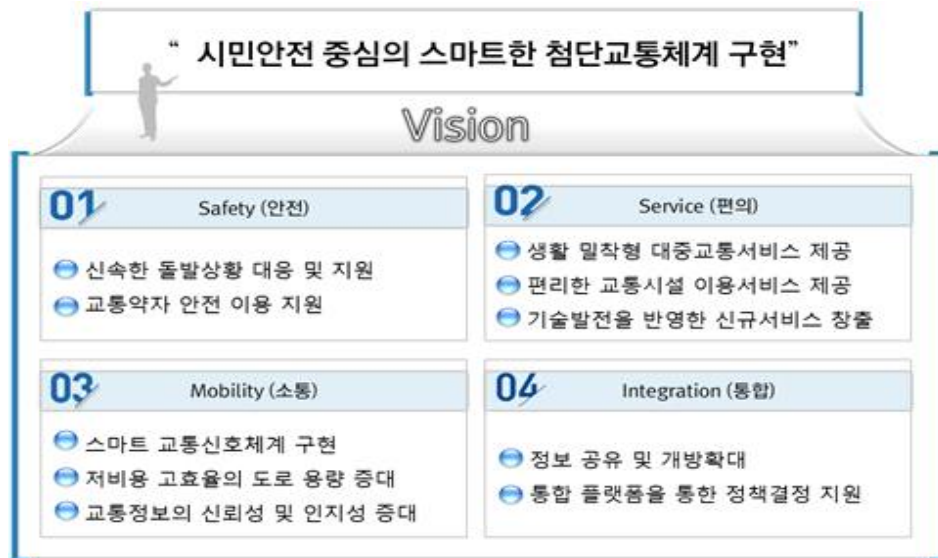 “ 시민안전 중심의 스마트한 첨단교통체계 구현”
Vision
01 Safety (안전)
신속한 돌발상황 대응 및 지원
교통약자 안전 이용 지원
02 Service (편의)
생활 밀착형 대중교통서비스 제공
편리한 교통시설 이용서비스 제공
기술발전을 반영한 신규서비스 창출
03 Mobility (소통)
스마트 교통신호체계 구현
저비용 고효율의 도로 용량 증대
교통정보의 신뢰성 및 인지성 증대
04 Integration (통합)
정보 공유 및 개방확대
통합 플랫폼을 통한 정책결정 지원